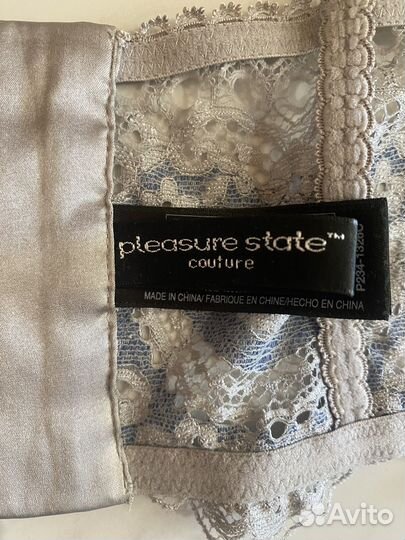 pleasure state™
couture
MADE IN CHINA/ FABRIQUE EN CHINE/HECHO EN CHINA
Avito